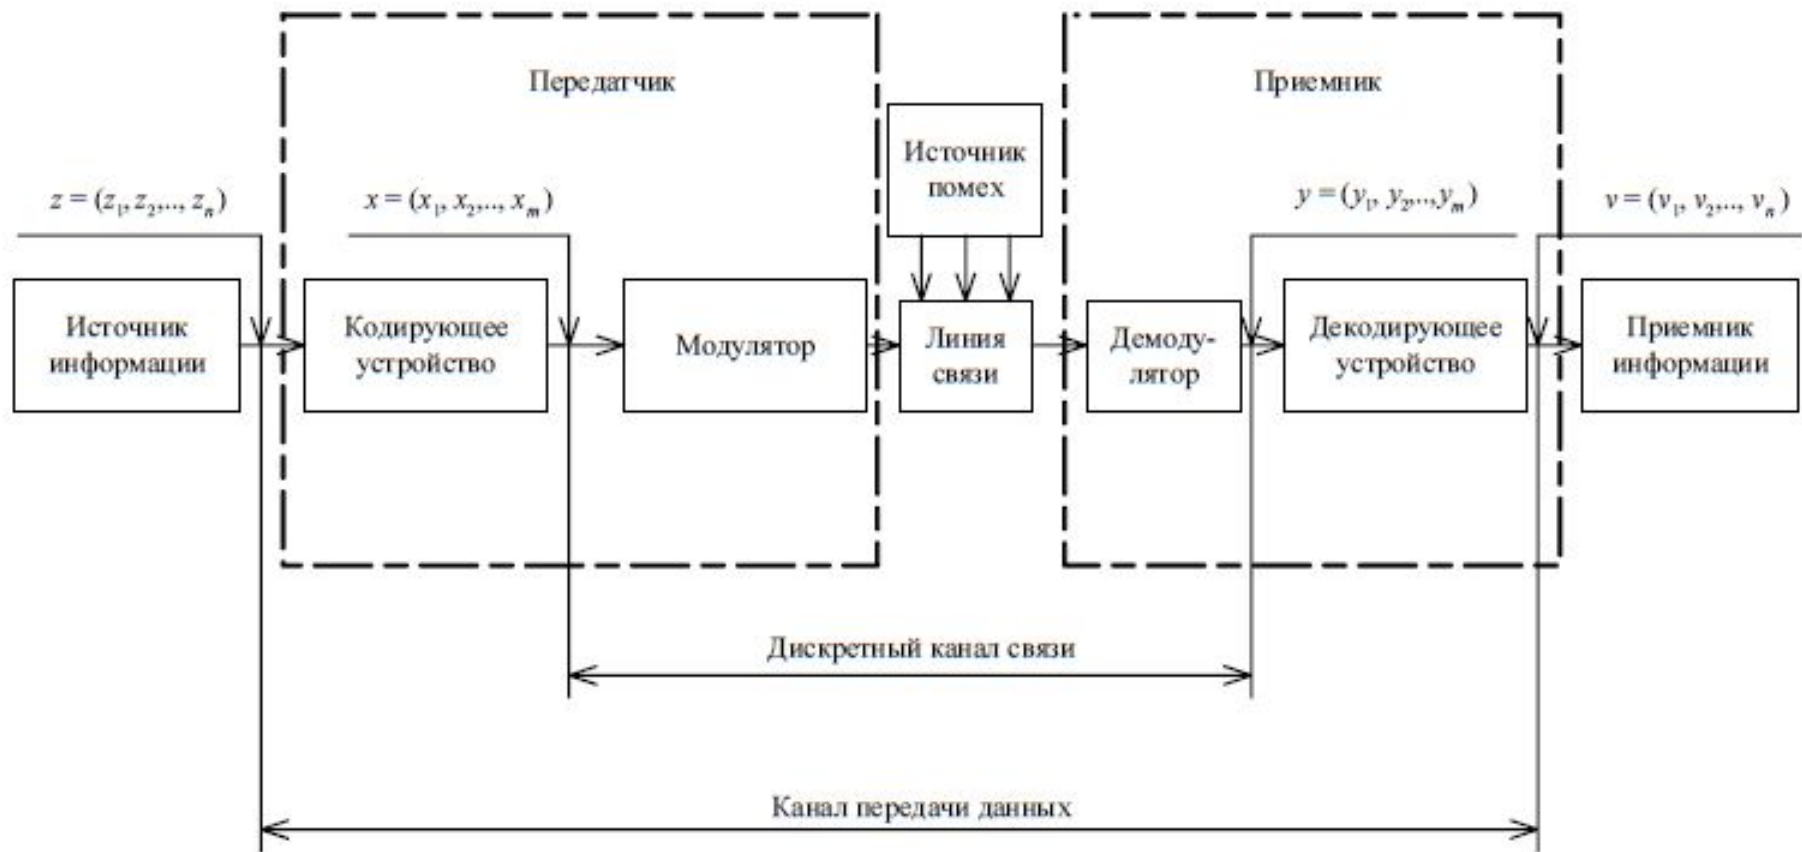 Передатчик
Приемник
Источник
помех
z = (z₁, z₂,.., zₙ)
x = (x₁, x₂,.., xₘ)
y = (y₁, y₂,..,yₘ)
v = (v₁, v₂,.., vₙ)
Источник
информации
Кодирующее
устройство
Модулятор
Линия
связи
Демоду-
лятор
Декодирующее
устройство
Приемник
информации
Дискретный канал связи
Канал передачи данных